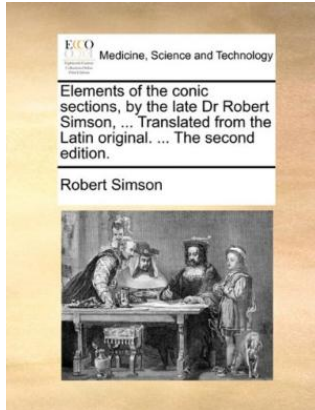 ECCO
Medicine, Science and Technology
Elements of the conic
sections, by the late Dr Robert
Simson, ... Translated from the
Latin original. ... The second
edition.
Robert Simson